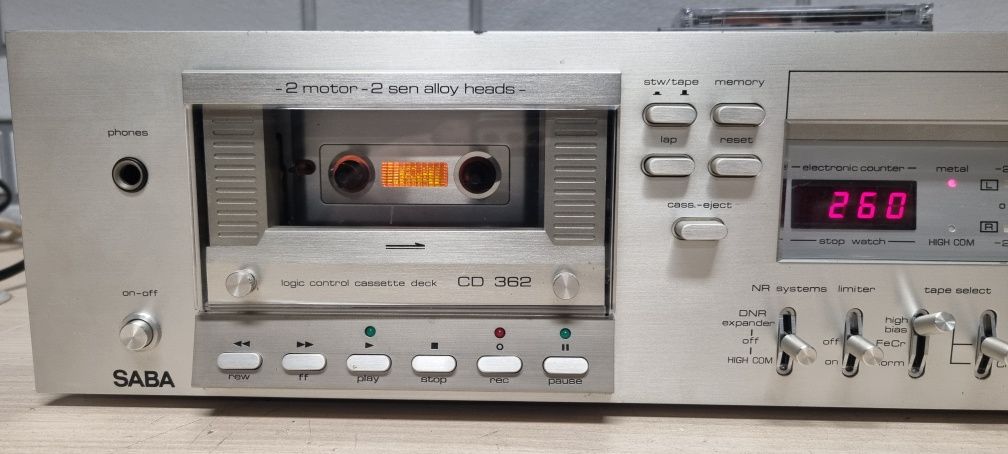 -2 motor-2 sen alloy heads-
phones
logic control cassette deck CD 362
on-off
SABA
rew
ff
play
stop
rec
pause
stw/tape memory
lap reset
cass.-eject
electronic counter metal
260
L
R
stop watch HIGH COM
NR systems limiter tape select
DNR
expander
off
HIGH COM
off
on
high
bias
FeCr